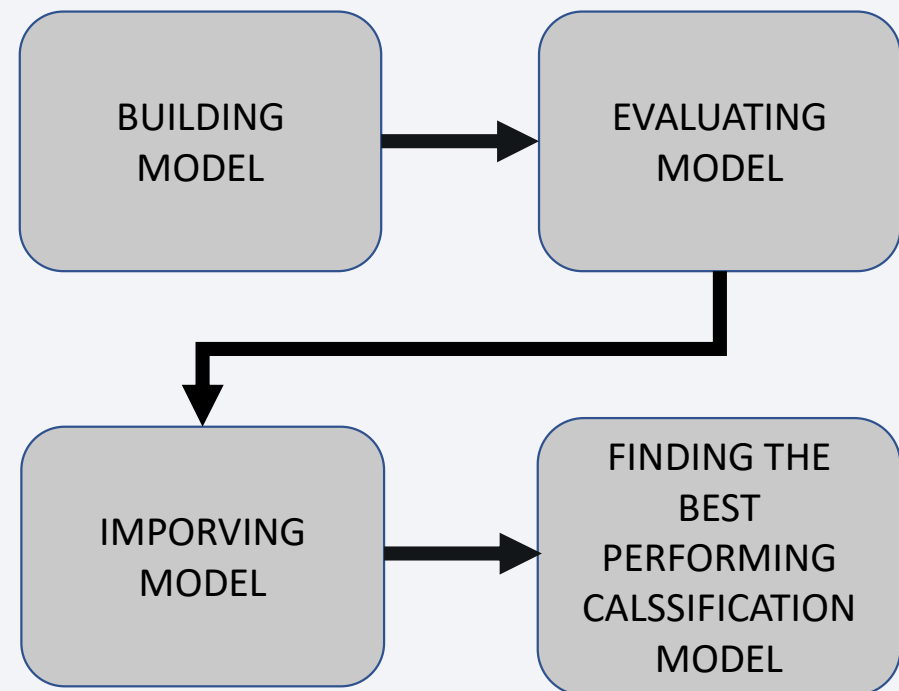 BUILDING
MODEL
EVALUATING
MODEL
IMPORVING
MODEL
FINDING THE
BEST
PERFORMING
CALSSIFICATION
MODEL